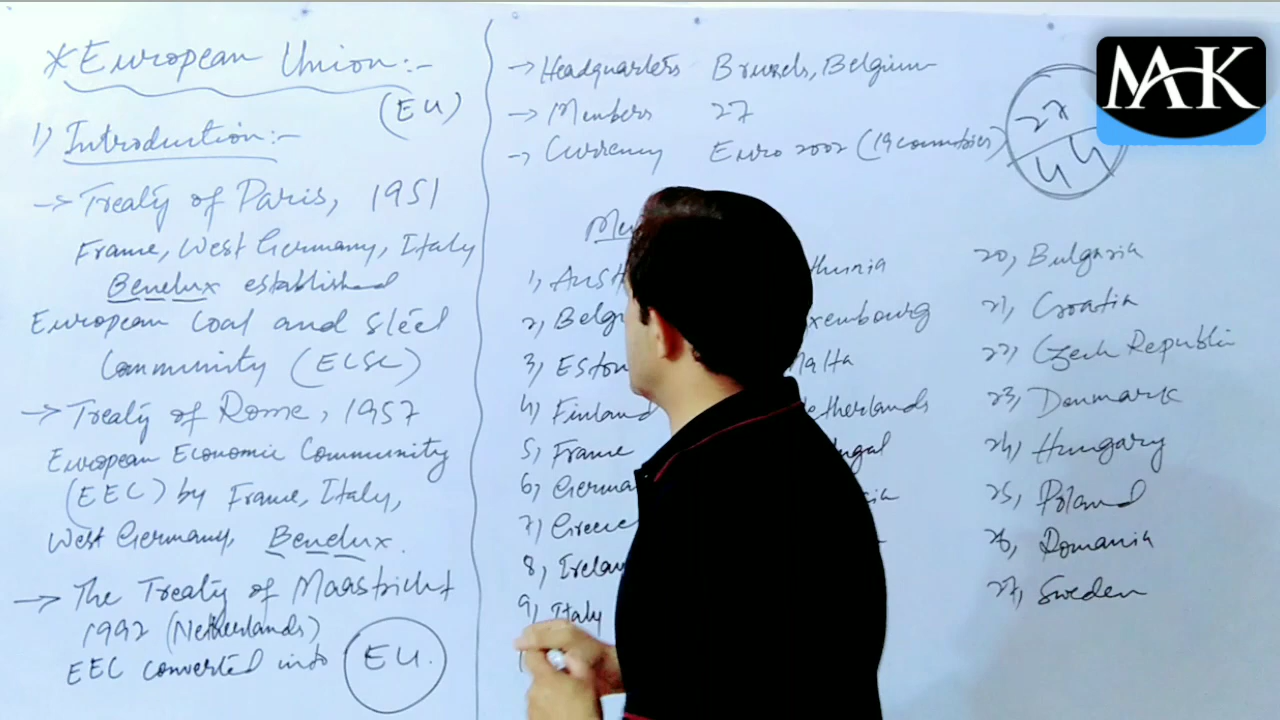 * European Union:-
(EU)
1) Introduction:-
→ Treaty of Paris, 1951
France, West Germany, Italy
Benelux established
European Coal and Steel
Community (ECSC)
→ Treaty of Rome, 1957
European Economic Community
(EEC) by France, Italy,
West Germany, Benelux.
→ The Treaty of Maastricht
1992 (Netherlands)
EEC converted into EU.
→ Headquarters Brussels, Belgium
→ Members 27
→ Currency Euro 2002 (19 countries)
27
44
MAK
1, Aust
2, Belg
3, Eston
4, Finland
5, France
6, Germa
7, Greece
8, Irelan
9, Italy
thunia
xembourg
Malta
etherlands
ugal
20, Bulgaria
21, Croatia
22, Czech Republic
23, Denmark
24, Hungary
25, Poland
26, Romania
27, Sweden